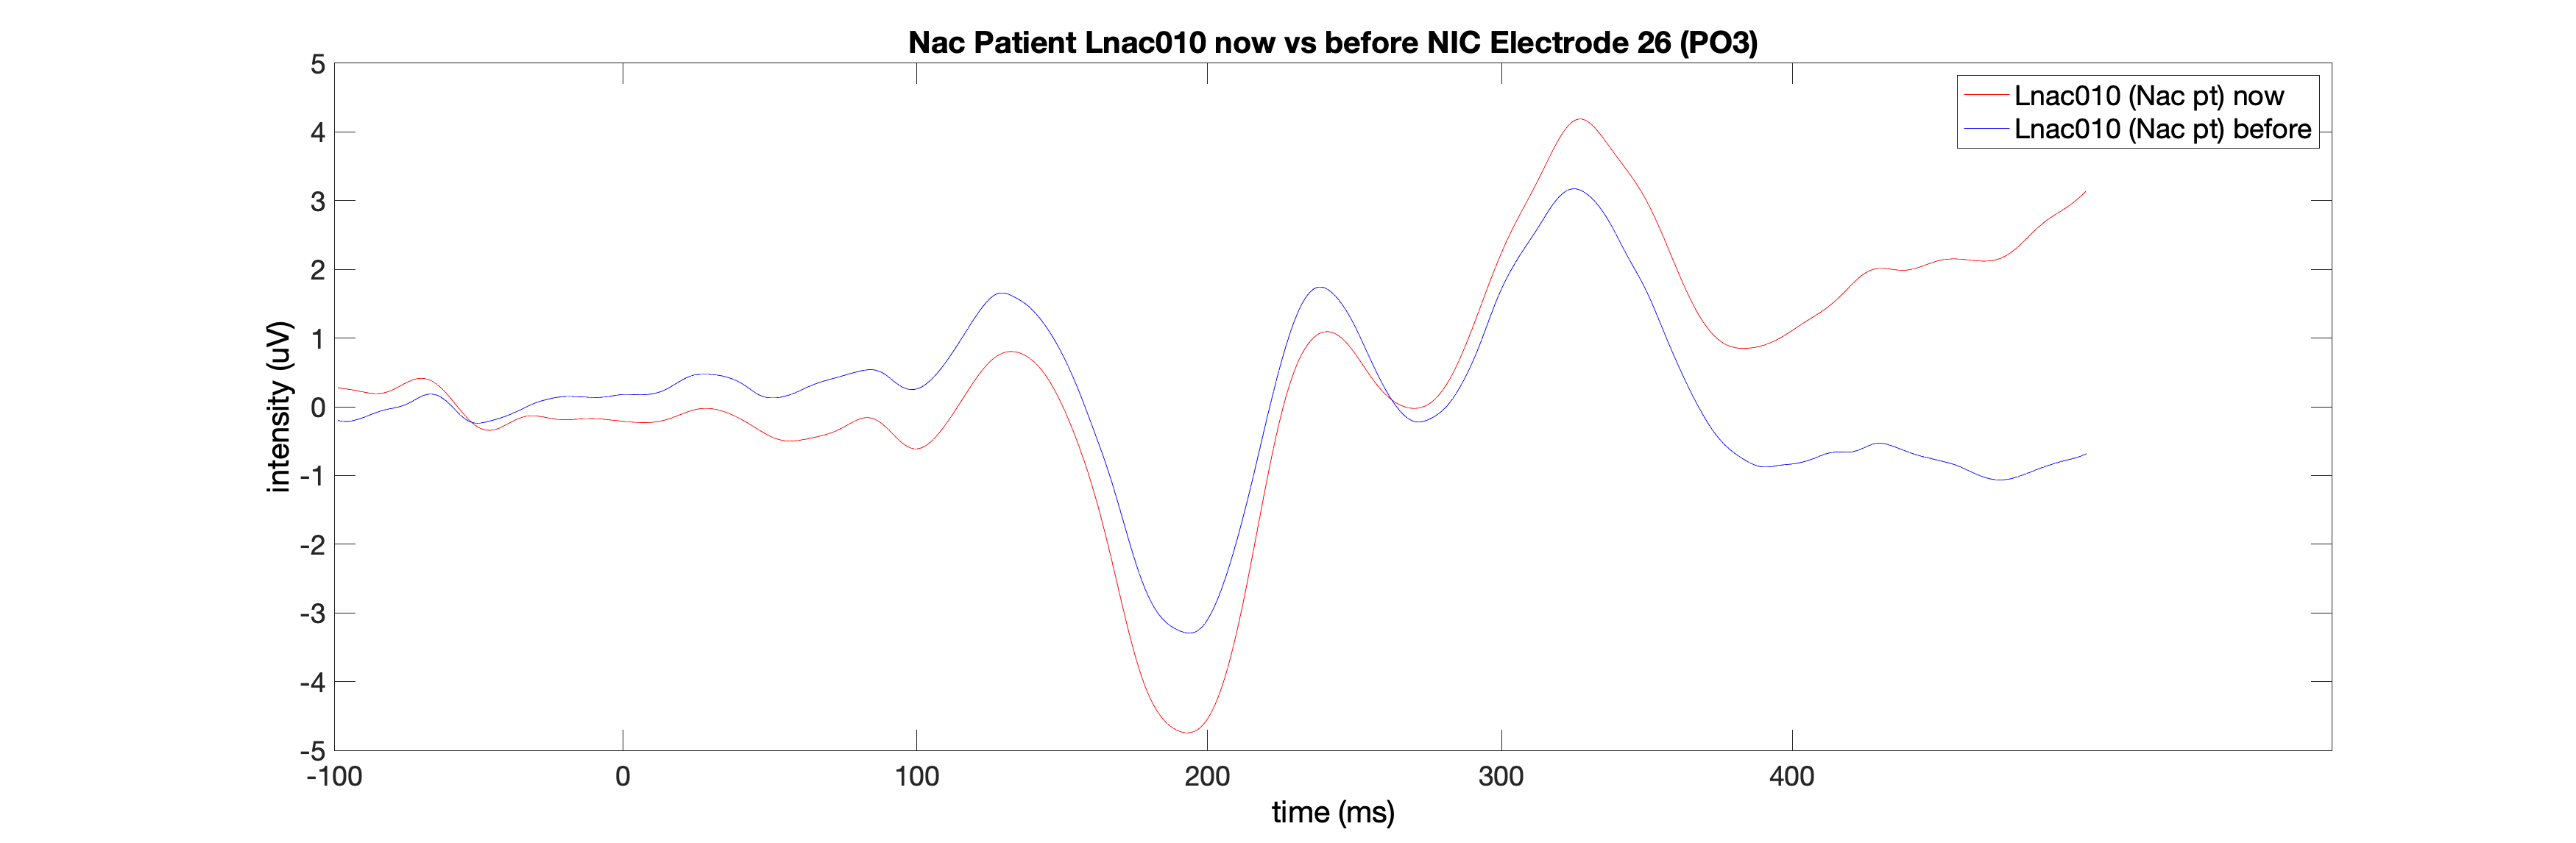 Nac Patient Lnac010 now vs before NIC Electrode 26 (PO3)
Lnac010 (Nac pt) now
Lnac010 (Nac pt) before
intensity (uV)
5
4
3
2
1
0
-1
-2
-3
-4
-5
-100 0 100 200 300 400
time (ms)